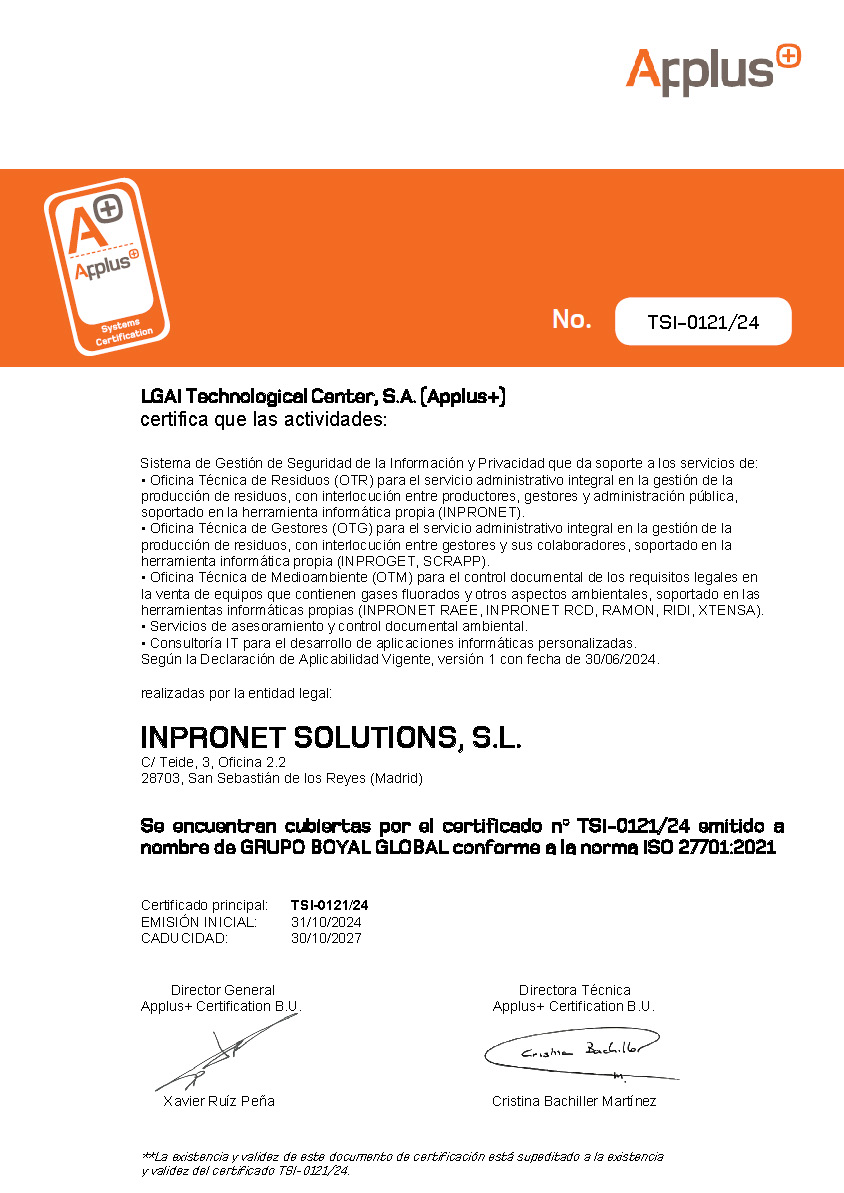 Applus+
A+
Applus+
Systems
Certification
No. TSI-0121/24
LGAI Technological Center, S.A. (Applus+)
certifica que las actividades:
Sistema de Gestión de Seguridad de la Información y Privacidad que da soporte a los servicios de:
• Oficina Técnica de Residuos (OTR) para el servicio administrativo integral en la gestión de la
producción de residuos, con interlocución entre productores, gestores y administración pública,
soportado en la herramienta informática propia (INPRONET).
• Oficina Técnica de Gestores (OTG) para el servicio administrativo integral en la gestión de la
producción de residuos, con interlocución entre gestores y sus colaboradores, soportado en la
herramienta informática propia (INPROGET, SCRAPP).
• Oficina Técnica de Medioambiente (OTM) para el control documental de los requisitos legales en
la venta de equipos que contienen gases fluorados y otros aspectos ambientales, soportado en las
herramientas informáticas propias (INPRONET RAEE, INPRONET RCD, RAMON, RIDI, XTENSA).
• Servicios de asesoramiento y control documental ambiental.
• Consultoría IT para el desarrollo de aplicaciones informáticas personalizadas.
Según la Declaración de Aplicabilidad Vigente, versión 1 con fecha de 30/06/2024.
realizadas por la entidad legal:
INPRONET SOLUTIONS, S.L.
C/ Teide, 3, Oficina 2.2
28703, San Sebastián de los Reyes (Madrid)
Se encuentran cubiertas por el certificado nº TSI-0121/24 emitido a
nombre de GRUPO BOYAL GLOBAL conforme a la norma ISO 27701:2021
Certificado principal: TSI-0121/24
EMISIÓN INICIAL: 31/10/2024
CADUCIDAD: 30/10/2027
Director General Directora Técnica
Applus+ Certification B.U. Applus+ Certification B.U.
Cristina Bachiller M.
Xavier Ruíz Peña Cristina Bachiller Martínez
**La existencia y validez de este documento de certificación está supeditado a la existencia
y validez del certificado TSI-0121/24.